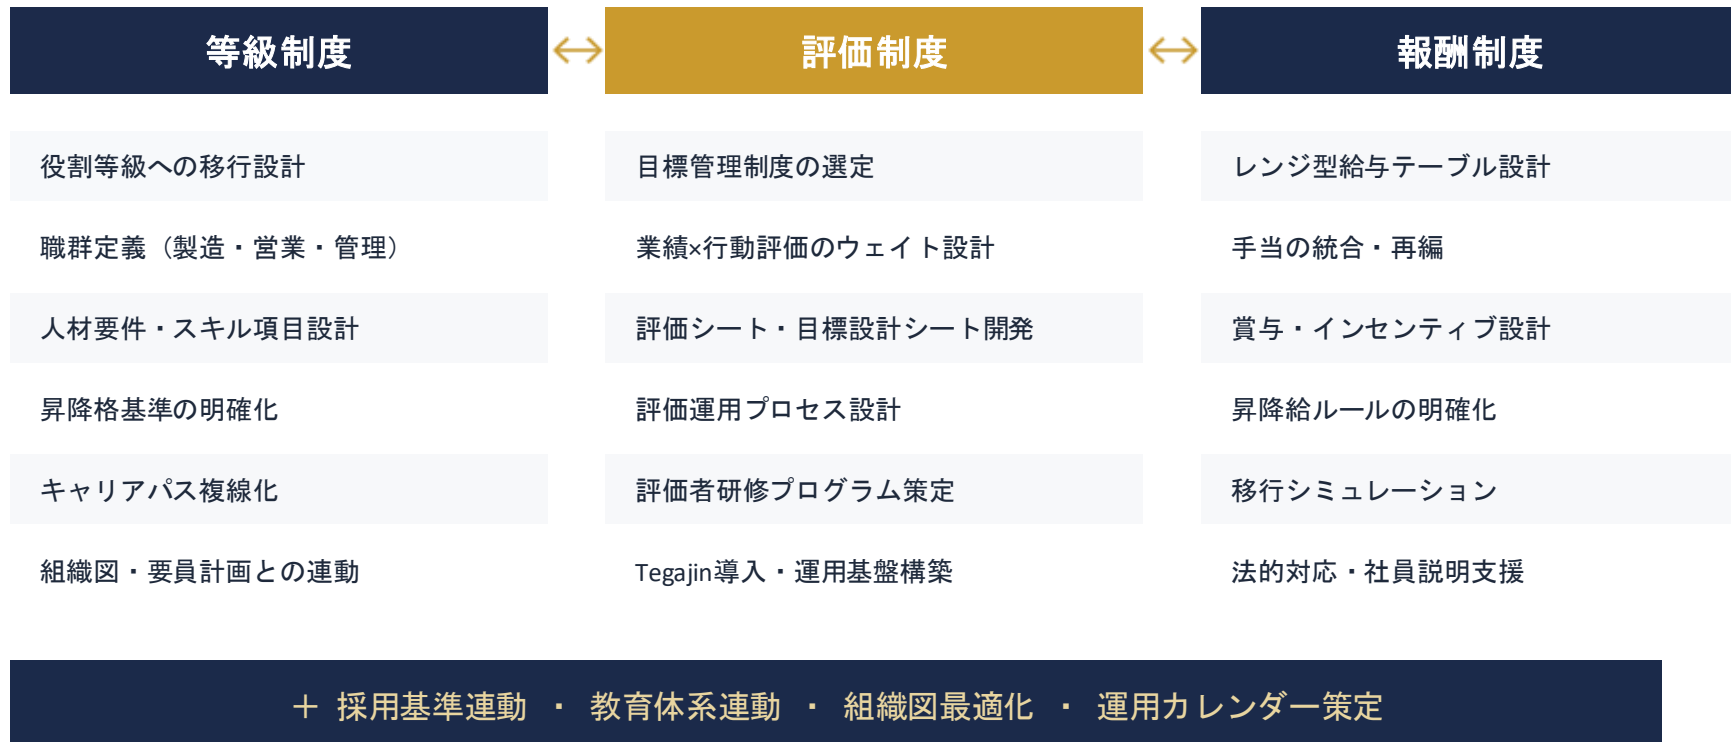 等級制度
役割等級への移行設計
職群定義（製造・営業・管理）
人材要件・スキル項目設計
昇降格基準の明確化
キャリアパス複線化
組織図・要員計画との連動
評価制度
目標管理制度の選定
業績×行動評価のウェイト設計
評価シート・目標設計シート開発
評価運用プロセス設計
評価者研修プログラム策定
Tegajin導入・運用基盤構築
報酬制度
レンジ型給与テーブル設計
手当の統合・再編
賞与・インセンティブ設計
昇降給ルールの明確化
移行シミュレーション
法的対応・社員説明支援
＋ 採用基準連動 ・ 教育体系連動 ・ 組織図最適化 ・ 運用カレンダー策定